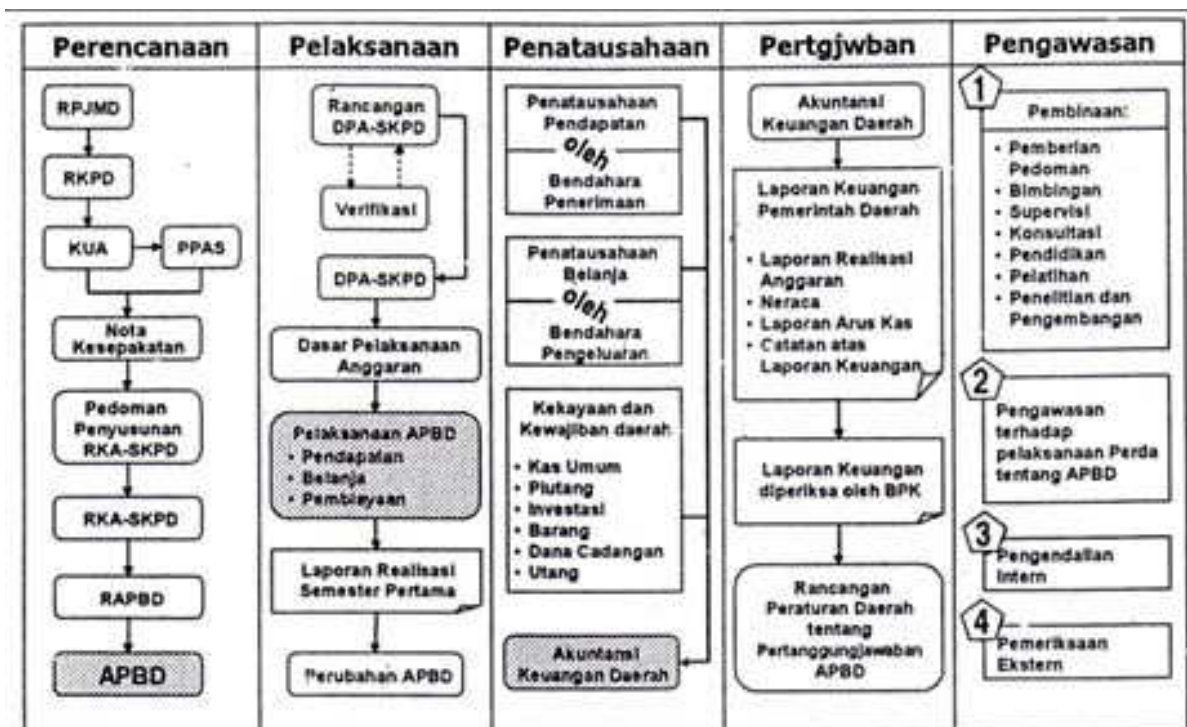 Perencanaan
RPJMD
RKPD
KUA
PPAS
Nota
Kesepakatan
Pedoman
Penyusunan
RKA-SKPD
RKA-SKPD
RAPBD
APBD
Pelaksanaan
Rancangan
DPA-SKPD
Verifikasi
DPA-SKPD
Dasar Pelaksanaan
Anggaran
Pelaksanaan APBD
• Pendapatan
• Belanja
• Pembiayaan
Laporan Realisasi
Semester Pertama
Perubahan APBD
Penatausahaan
Penatausahaan
Pendapatan
oleh
Bendahara
Penerimaan
Penatausahaan
Belanja
oleh
Bendahara
Pengeluaran
Kekayaan dan
Kewajiban daerah
• Kas Umum
• Piutang
• Investasi
• Barang
• Dana Cadangan
• Utang
Akuntansi
Keuangan Daerah
Pertgjwban
Akuntansi
Keuangan Daerah
Laporan Keuangan
Pemerintah Daerah
• Laporan Realisasi
Anggaran
• Neraca
• Laporan Arus Kas
• Catatan atas
Laporan Keuangan
Laporan Keuangan
diperiksa oleh BPK
Rancangan
Peraturan Daerah
tentang
Pertanggungjawaban
APBD
Pengawasan
1
Pembinaan:
• Pemberian
Pedoman
• Bimbingan
• Supervisi
• Konsultasi
• Pendidikan
• Pelatihan
• Penelitian dan
Pengembangan
2
Pengawasan
terhadap
pelaksanaan Perda
tentang APBD
3
Pengendalian
Intern
4
Pemeriksaan
Ekstern